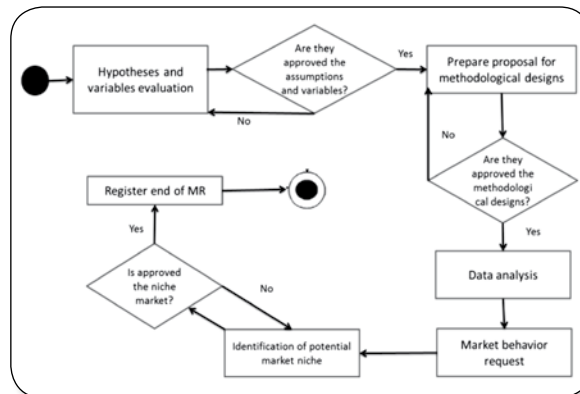 Hypotheses and
variables evaluation
Are they
approved the
assumptions
and variables?
Yes
No
Prepare proposal for
methodological designs
No
Are they
approved the
methodologi
cal designs?
Yes
Data analysis
Market behavior
request
Identification of potential
market niche
No
Is approved
the niche
market?
Yes
Register end of MR